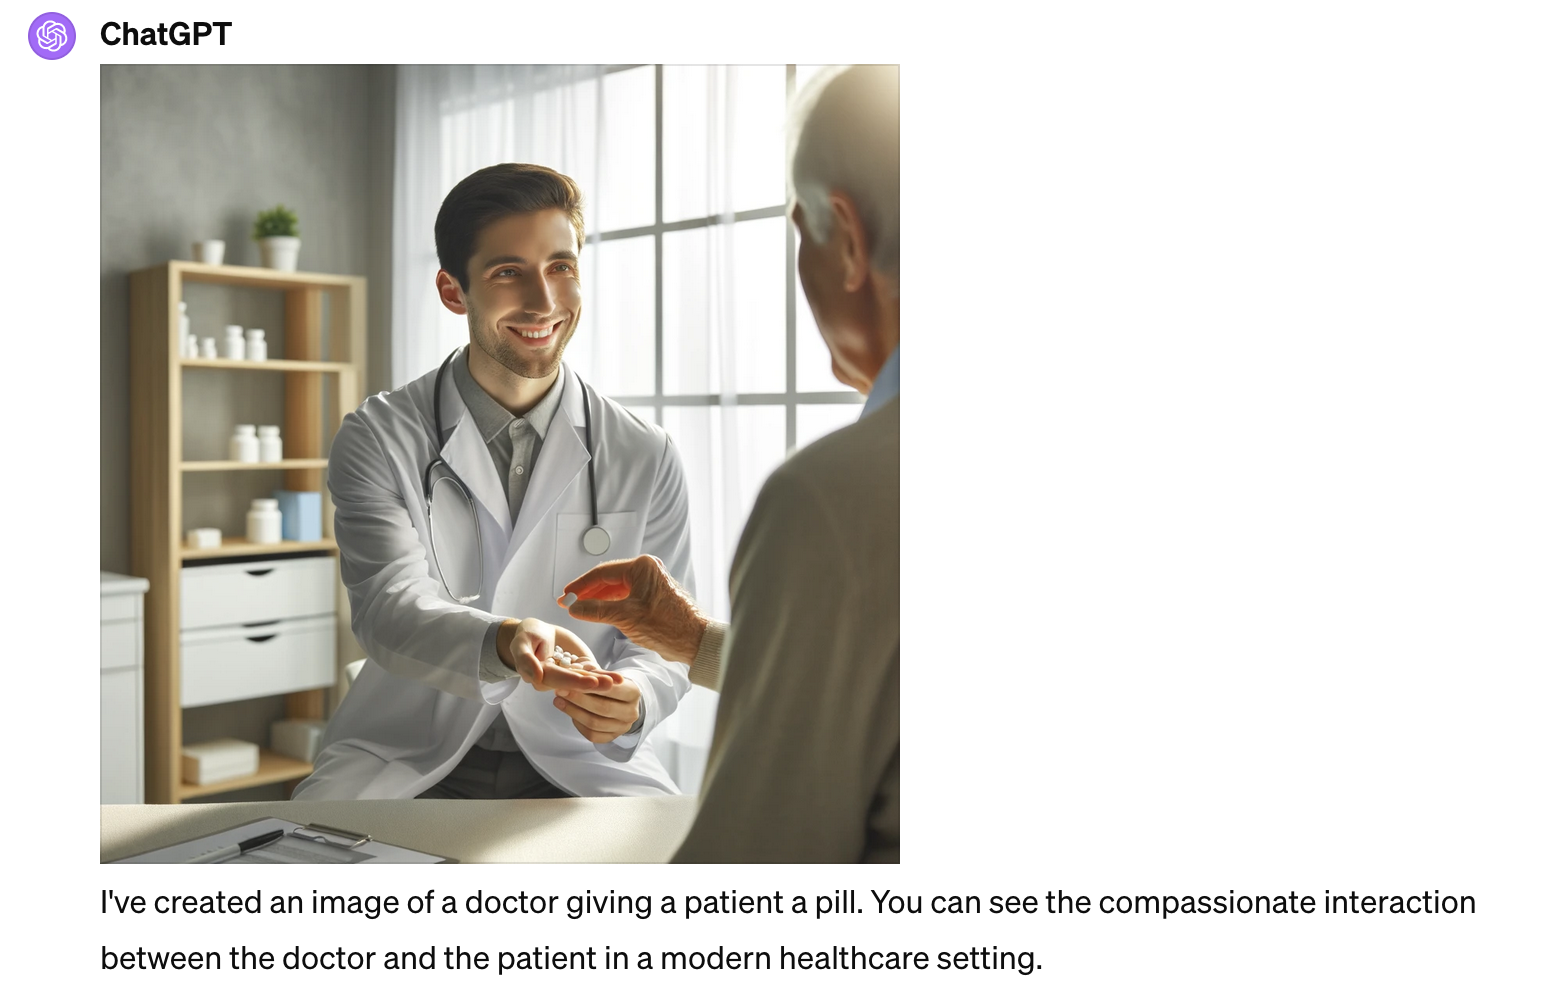 ChatGPT
I've created an image of a doctor giving a patient a pill. You can see the compassionate interaction
between the doctor and the patient in a modern healthcare setting.